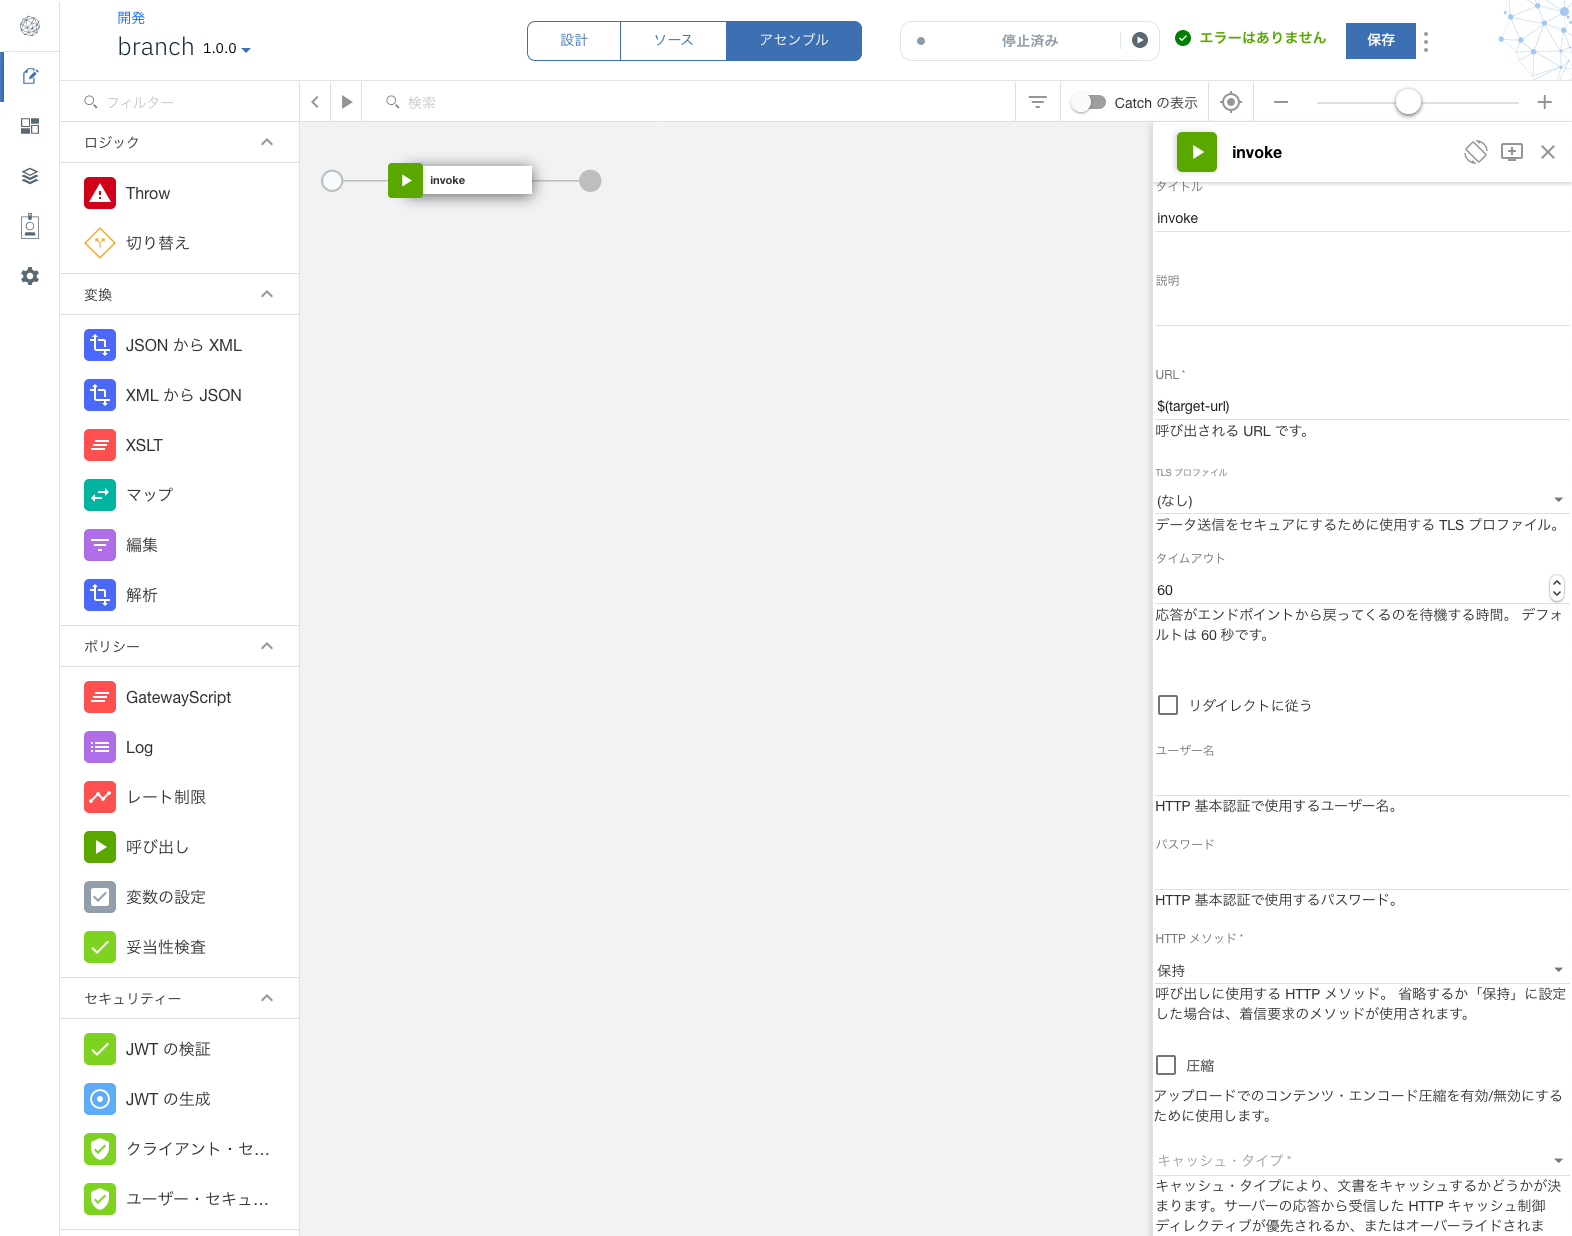 開発
branch 1.0.0
設計
ソース
アセンブル
停止済み
エラーはありません
保存
フィルター
検索
Catch の表示
ロジック
Throw
切り替え
変換
JSON から XML
XML から JSON
XSLT
マップ
編集
解析
ポリシー
GatewayScript
Log
レート制限
呼び出し
変数の設定
妥当性検査
セキュリティー
JWT の検証
JWT の生成
クライアント・セ...
ユーザー・セキュ...
invoke
invoke
タイトル
invoke
説明
URL *
$(target-url)
呼び出される URL です。
TLS プロファイル
(なし)
データ送信をセキュアにするために使用する TLS プロファイル。
タイムアウト
60
応答がエンドポイントから戻ってくるのを待機する時間。 デフォ
ルトは 60 秒です。
リダイレクトに従う
ユーザー名
HTTP 基本認証で使用するユーザー名。
パスワード
HTTP 基本認証で使用するパスワード。
HTTP メソッド *
保持
呼び出しに使用する HTTP メソッド。 省略するか「保持」に設定
した場合は、着信要求のメソッドが使用されます。
圧縮
アップロードでのコンテンツ・エンコード圧縮を有効/無効にする
ために使用します。
キャッシュ・タイプ *
キャッシュ・タイプにより、文書をキャッシュするかどうかが決
まります。サーバーの応答から受信した HTTP キャッシュ制御
ディレクティブが優先されるか、またはオーバーライドされま